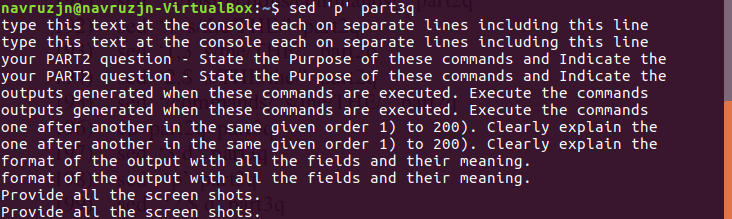 navruzjn@navruzjn-VirtualBox:~$ sed 'p' part3q
type this text at the console each on separate lines including this line
type this text at the console each on separate lines including this line
your PART2 question - State the Purpose of these commands and Indicate the
your PART2 question - State the Purpose of these commands and Indicate the
outputs generated when these commands are executed. Execute the commands
outputs generated when these commands are executed. Execute the commands
one after another in the same given order 1) to 200). Clearly explain the
one after another in the same given order 1) to 200). Clearly explain the
format of the output with all the fields and their meaning.
format of the output with all the fields and their meaning.
Provide all the screen shots.
Provide all the screen shots.